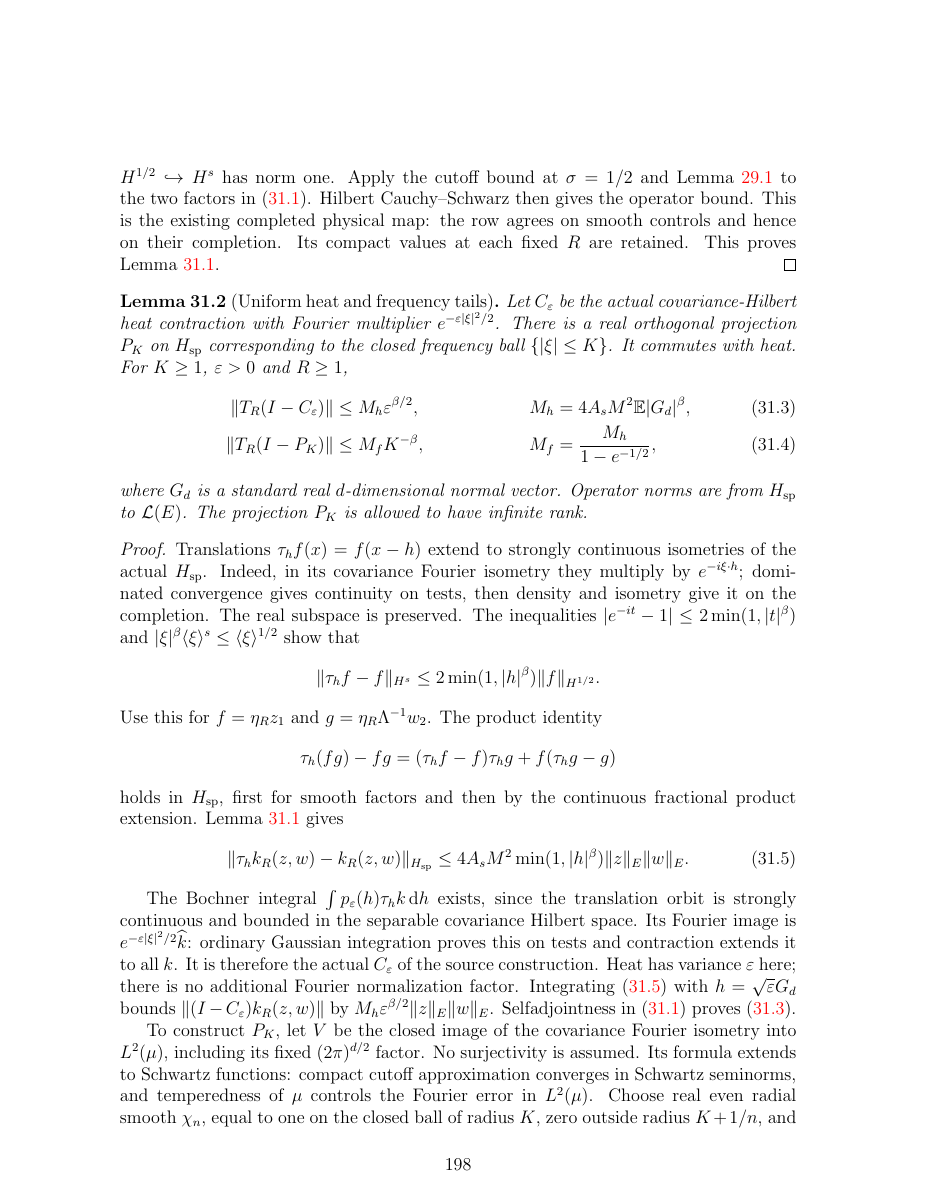 H^{1/2} ↪ H^s has norm one. Apply the cutoff bound at σ = 1/2 and Lemma 29.1 to
the two factors in (31.1). Hilbert Cauchy–Schwarz then gives the operator bound. This
is the existing completed physical map: the row agrees on smooth controls and hence
on their completion. Its compact values at each fixed R are retained. This proves
Lemma 31.1. □
Lemma 31.2 (Uniform heat and frequency tails). Let C_ε be the actual covariance-Hilbert
heat contraction with Fourier multiplier e^{−ε|ξ|²/2}. There is a real orthogonal projection
P_K on H_sp corresponding to the closed frequency ball {|ξ| ≤ K}. It commutes with heat.
For K ≥ 1, ε > 0 and R ≥ 1,
‖T_R(I − C_ε)‖ ≤ M_h ε^{β/2}, M_h = 4A_s M² 𝔼|G_d|^β, (31.3)
‖T_R(I − P_K)‖ ≤ M_f K^{−β}, M_f = M_h / (1 − e^{−1/2}), (31.4)
where G_d is a standard real d-dimensional normal vector. Operator norms are from H_sp
to ℒ(E). The projection P_K is allowed to have infinite rank.
Proof. Translations τ_h f(x) = f(x − h) extend to strongly continuous isometries of the
actual H_sp. Indeed, in its covariance Fourier isometry they multiply by e^{−iξ·h}; domi-
nated convergence gives continuity on tests, then density and isometry give it on the
completion. The real subspace is preserved. The inequalities |e^{−it} − 1| ≤ 2 min(1, |t|^β)
and |ξ|^β⟨ξ⟩^s ≤ ⟨ξ⟩^{1/2} show that
‖τ_h f − f‖_{H^s} ≤ 2 min(1, |h|^β)‖f‖_{H^{1/2}}.
Use this for f = η_R z_1 and g = η_R Λ^{−1} w_2. The product identity
τ_h(fg) − fg = (τ_h f − f)τ_h g + f(τ_h g − g)
holds in H_sp, first for smooth factors and then by the continuous fractional product
extension. Lemma 31.1 gives
‖τ_h k_R(z, w) − k_R(z, w)‖_{H_sp} ≤ 4A_s M² min(1, |h|^β)‖z‖_E‖w‖_E. (31.5)
The Bochner integral ∫ p_ε(h)τ_h k dh exists, since the translation orbit is strongly
continuous and bounded in the separable covariance Hilbert space. Its Fourier image is
e^{−ε|ξ|²/2} k̂: ordinary Gaussian integration proves this on tests and contraction extends it
to all k. It is therefore the actual C_ε of the source construction. Heat has variance ε here;
there is no additional Fourier normalization factor. Integrating (31.5) with h = √ε G_d
bounds ‖(I − C_ε)k_R(z, w)‖ by M_h ε^{β/2}‖z‖_E‖w‖_E. Selfadjointness in (31.1) proves (31.3).
To construct P_K, let V be the closed image of the covariance Fourier isometry into
L²(μ), including its fixed (2π)^{d/2} factor. No surjectivity is assumed. Its formula extends
to Schwartz functions: compact cutoff approximation converges in Schwartz seminorms,
and temperedness of μ controls the Fourier error in L²(μ). Choose real even radial
smooth χ_n, equal to one on the closed ball of radius K, zero outside radius K + 1/n, and
198